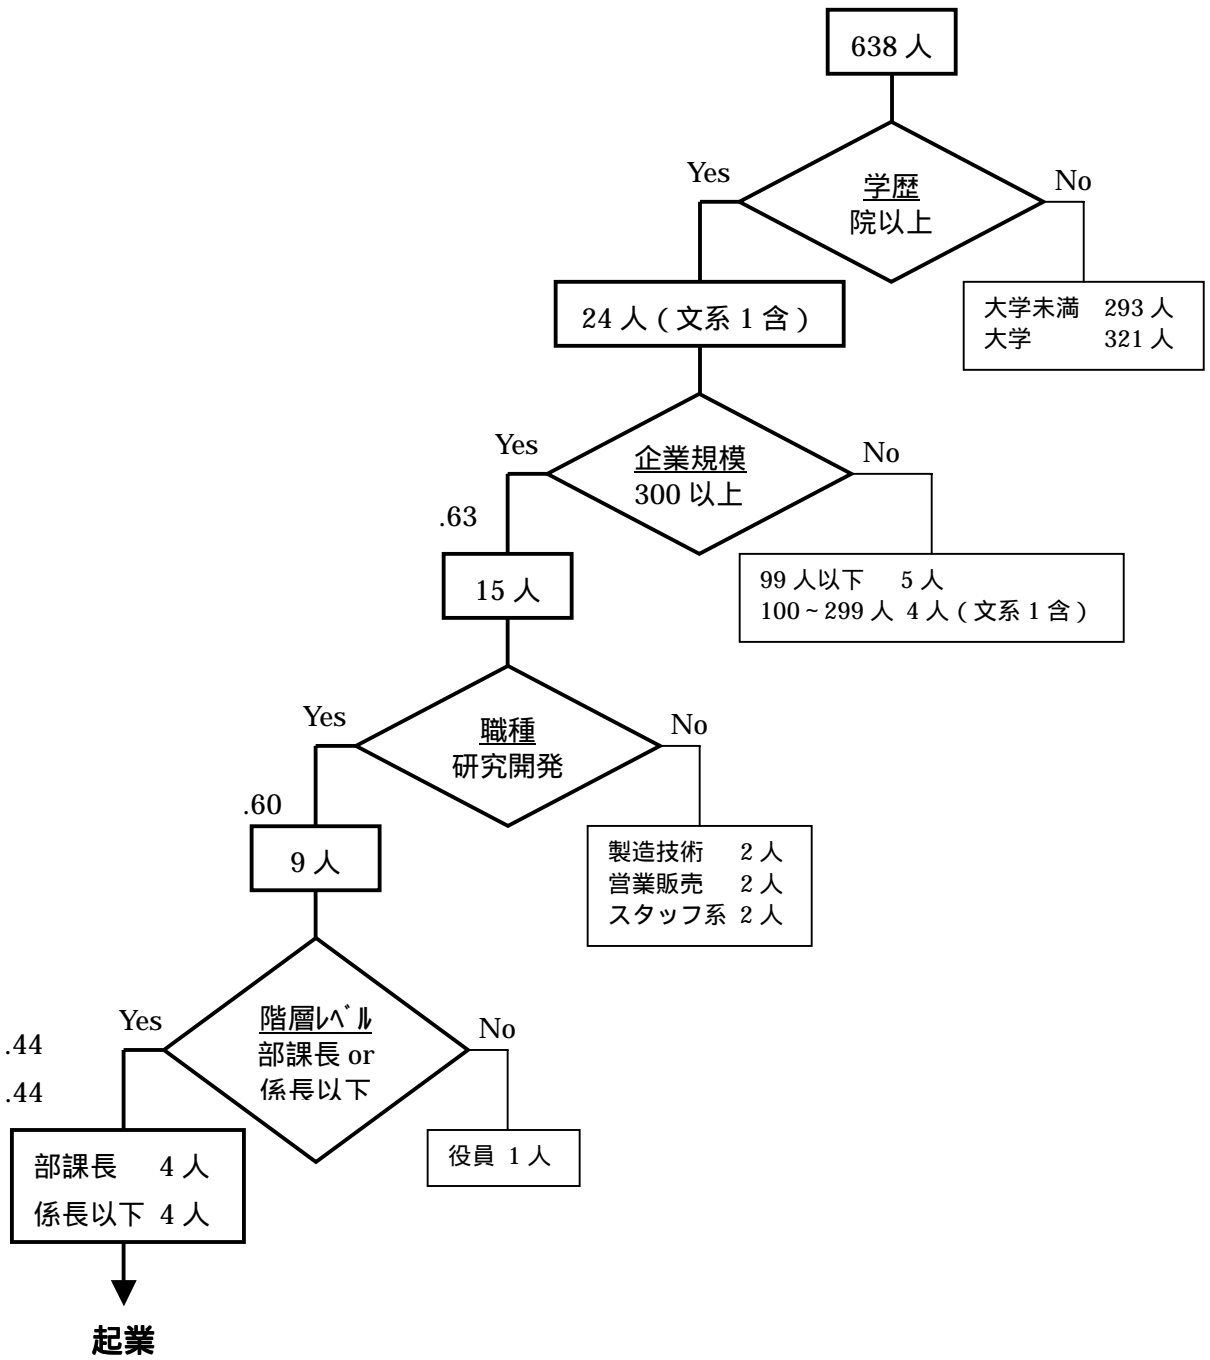 638 人
Yes
学歴
院以上
No
24 人（文系 1 含）
大学未満 293 人
大学 321 人
Yes
企業規模
300 以上
No
.63
15 人
99 人以下 5 人
100～299 人 4 人（文系 1 含）
Yes
職種
研究開発
No
.60
9 人
製造技術 2 人
営業販売 2 人
スタッフ系 2 人
Yes
階層ﾚﾍﾞﾙ
部課長 or
係長以下
No
.44
.44
部課長 4 人
係長以下 4 人
役員 1 人
起業